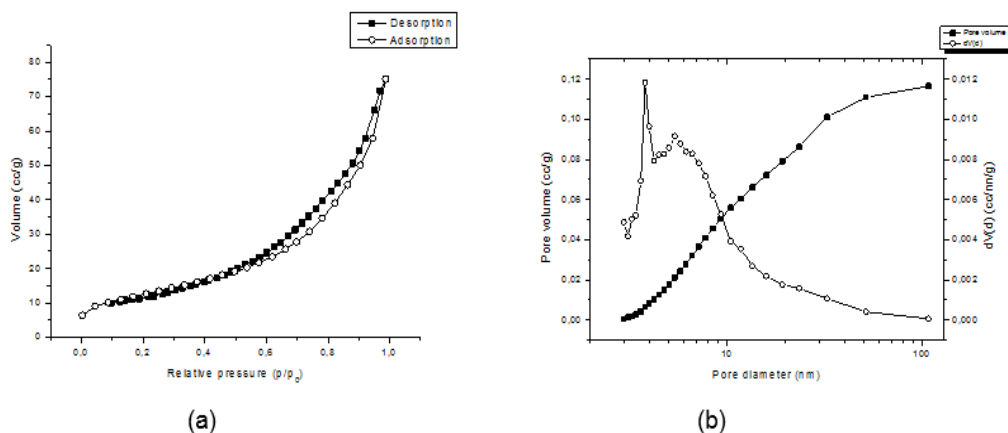 Desorption
Adsorption
80
70
60
50
40
30
20
10
0
Volume (cc/g)
0,0 0,2 0,4 0,6 0,8 1,0
Relative pressure (p/p0)
(a)
Pore volume
dV(d)
0,12
0,10
0,08
0,06
0,04
0,02
0,00
Pore volume (cc/g)
0,012
0,010
0,008
0,006
0,004
0,002
0,000
dV(d) (cc/nm/g)
10 100
Pore diameter (nm)
(b)